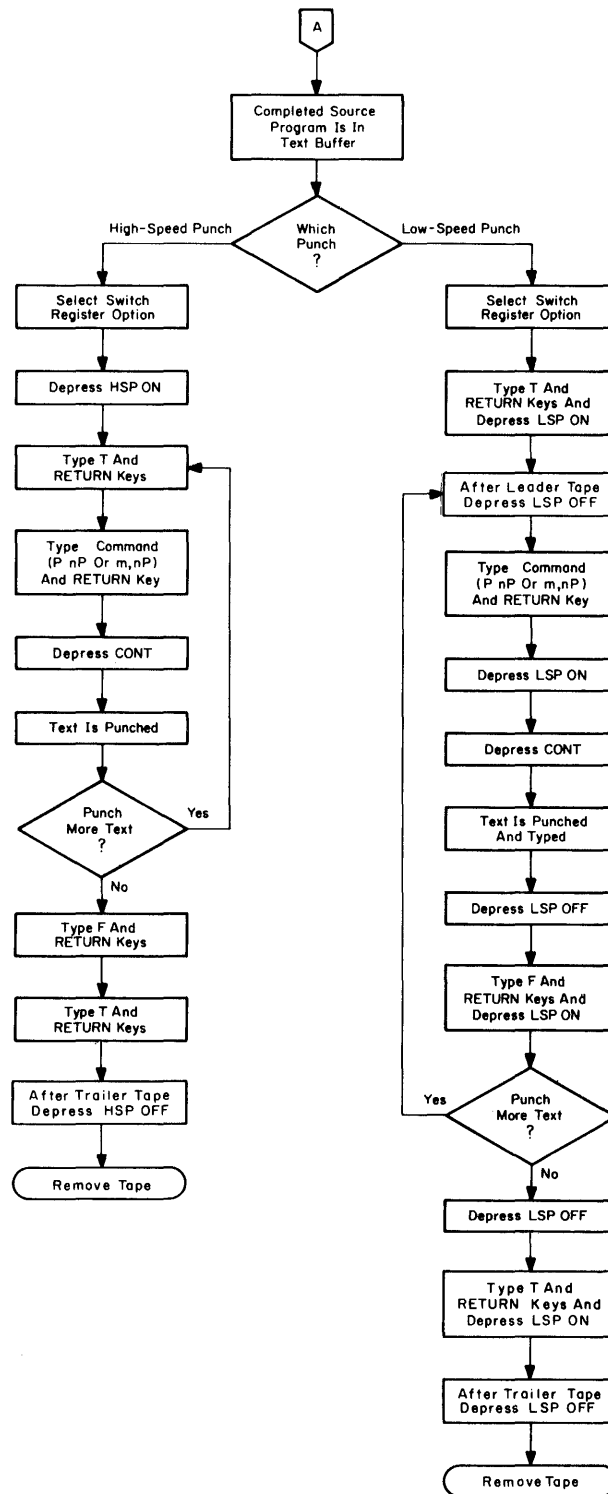 A
Completed Source
Program Is In
Text Buffer
Which
Punch
?
High-Speed Punch
Low-Speed Punch
Select Switch
Register Option
Depress HSP ON
Type T And
RETURN Keys
Type Command
(P nP Or m,nP)
And RETURN Key
Depress CONT
Text Is Punched
Punch
More Text
?
Yes
No
Type F And
RETURN Keys
Type T And
RETURN Keys
After Trailer Tape
Depress HSP OFF
Remove Tape
Select Switch
Register Option
Type T And
RETURN Keys And
Depress LSP ON
After Leader Tape
Depress LSP OFF
Type Command
(P nP Or m,nP)
And RETURN Key
Depress LSP ON
Depress CONT
Text Is Punched
And Typed
Depress LSP OFF
Type F And
RETURN Keys And
Depress LSP ON
Punch
More Text
?
Yes
No
Depress LSP OFF
Type T And
RETURN Keys And
Depress LSP ON
After Trailer Tape
Depress LSP OFF
Remove Tape